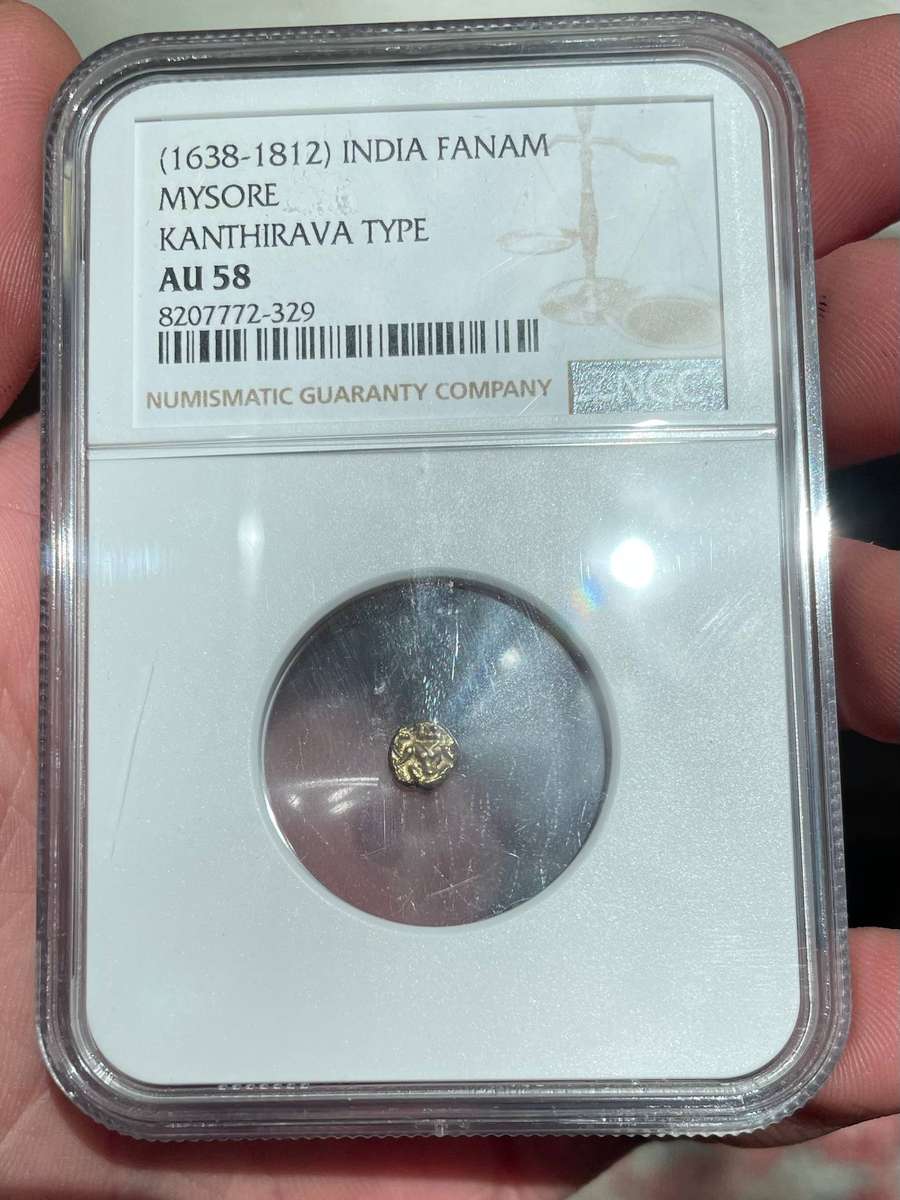 (1638-1812) INDIA FANAM
MYSORE
KANTHIRAVA TYPE
AU 58
8207772-329
NUMISMATIC GUARANTY COMPANY
NGC